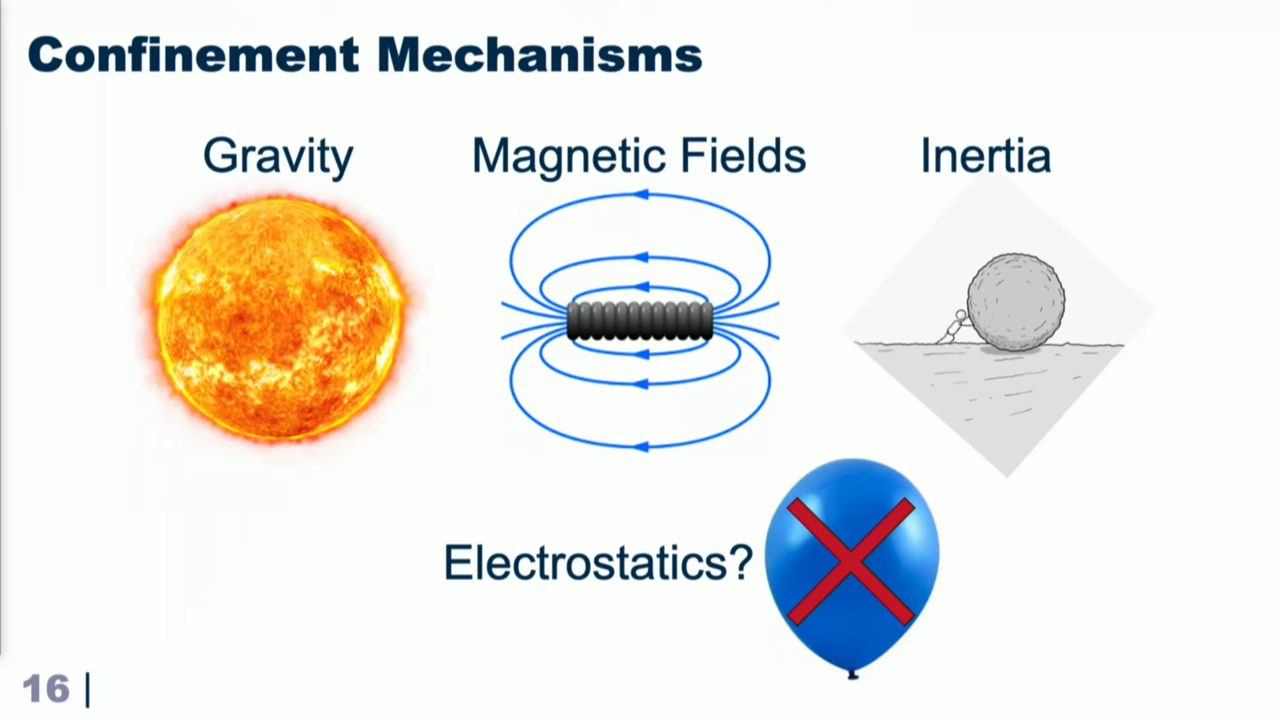 Confinement Mechanisms
Gravity
Magnetic Fields
Inertia
Electrostatics?
16 |